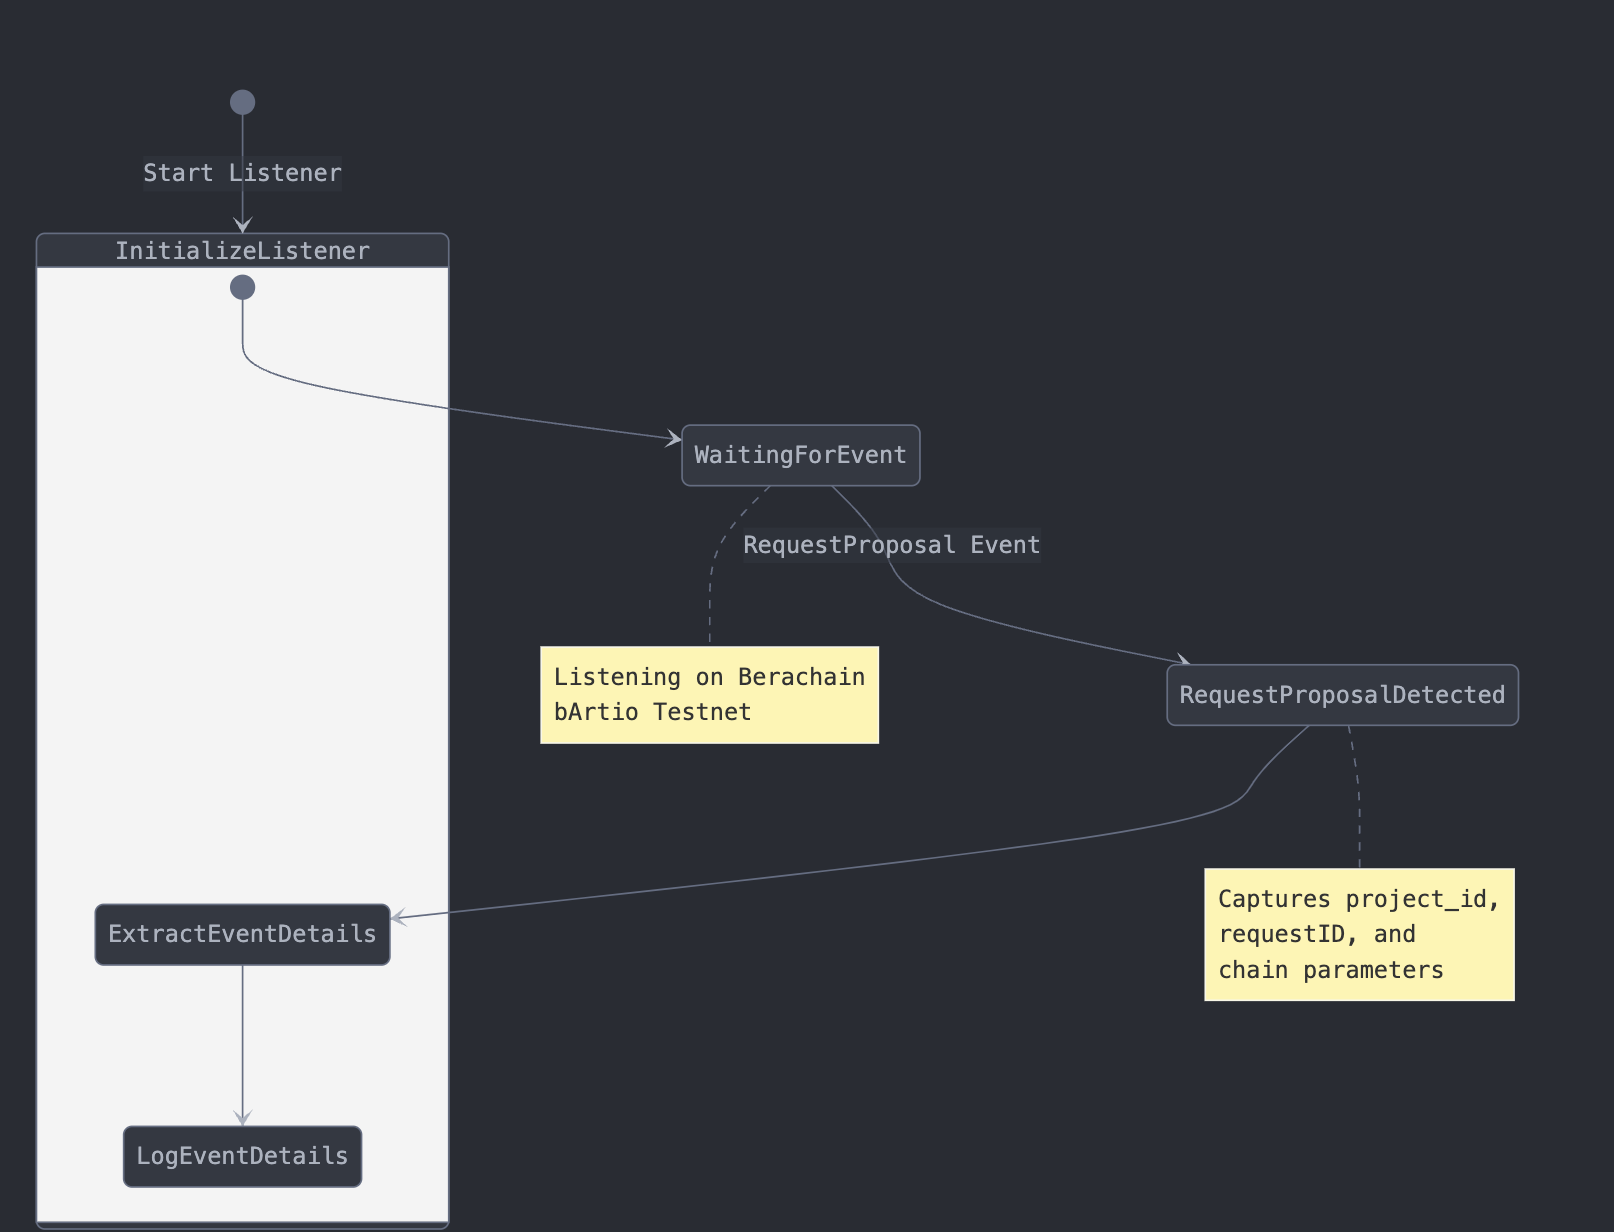 Start Listener
InitializeListener
WaitingForEvent
RequestProposal Event
Listening on Berachain
bArtio Testnet
RequestProposalDetected
Captures project_id,
requestID, and
chain parameters
ExtractEventDetails
LogEventDetails